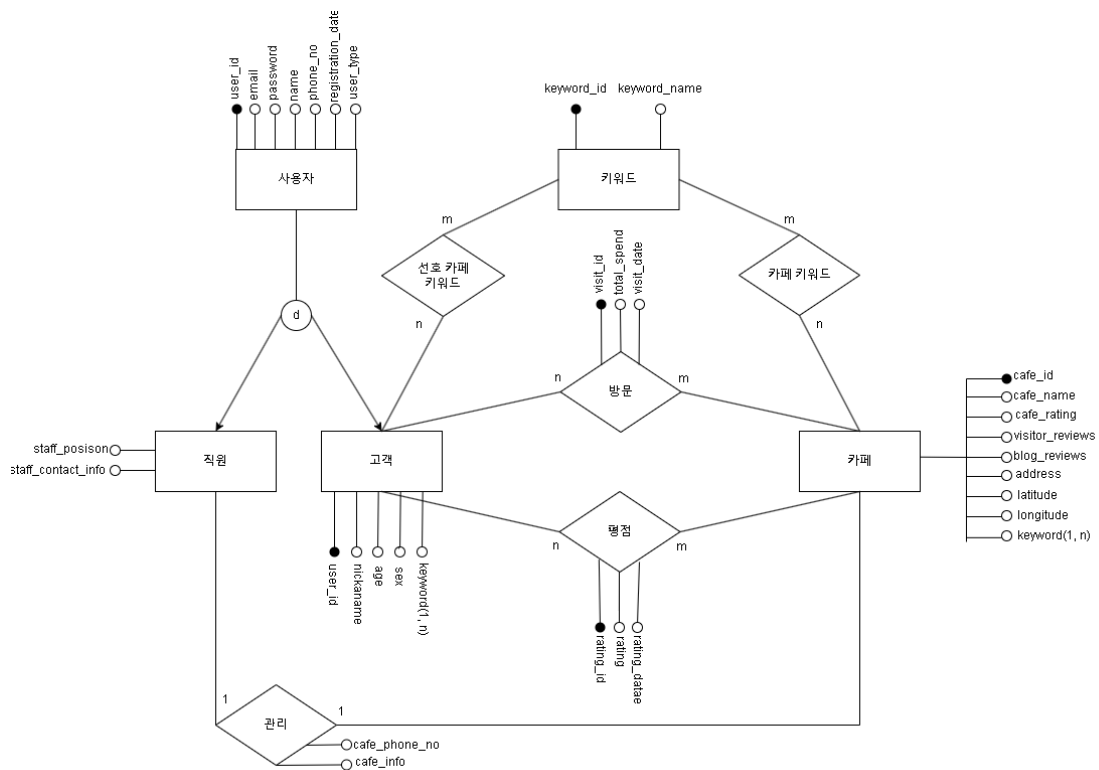 user_id
email
password
name
phone_no
registration_date
user_type
사용자
keyword_id
keyword_name
키워드
m
m
선호 카페
키워드
카페 키워드
n
n
d
visit_id
total_spend
visit_date
방문
n
m
staff_posison
staff_contact_info
직원
고객
카페
cafe_id
cafe_name
cafe_rating
visitor_reviews
blog_reviews
address
latitude
longitude
keyword(1, n)
user_id
nickaname
age
sex
keyword(1, n)
평점
n
m
rating_id
rating
rating_datae
1
1
관리
cafe_phone_no
cafe_info